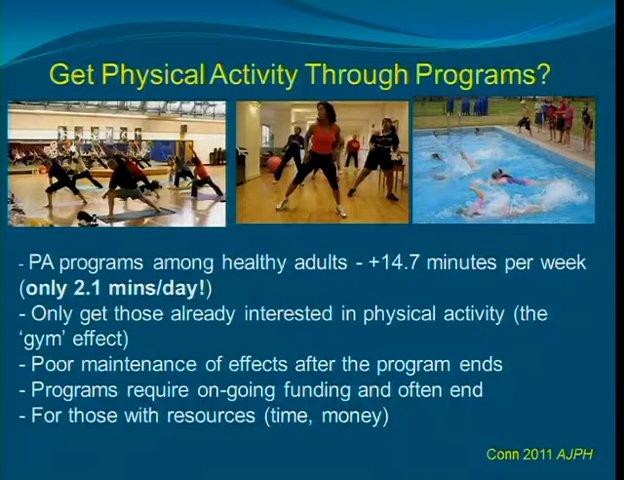 Get Physical Activity Through Programs?
- PA programs among healthy adults - +14.7 minutes per week
(only 2.1 mins/day!)
- Only get those already interested in physical activity (the
‘gym’ effect)
- Poor maintenance of effects after the program ends
- Programs require on-going funding and often end
- For those with resources (time, money)
Conn 2011 AJPH